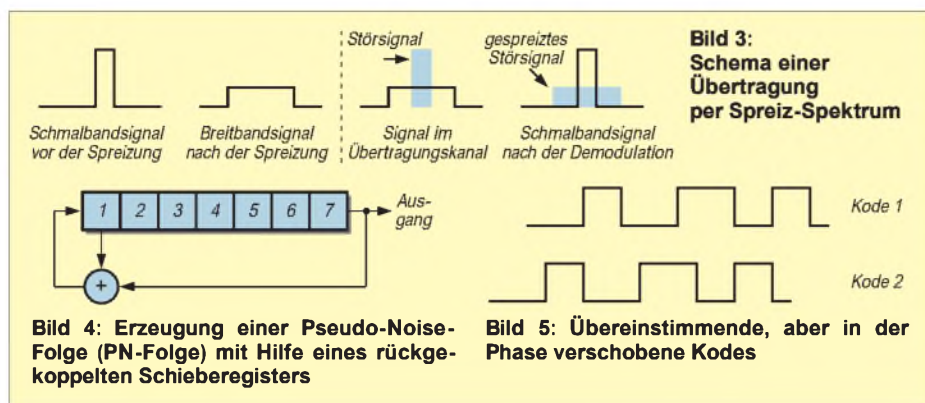 Störsignal
gespreiztes
Störsignal
Bild 3:
Schema einer
Übertragung
per Spreiz-Spektrum
Schmalbandsignal
vor der Spreizung
Breitbandsignal
nach der Spreizung
Signal im
Übertragungskanal
Schmalbandsignal
nach der Demodulation
1 2 3 4 5 6 7
Aus-
gang
+
Bild 4: Erzeugung einer Pseudo-Noise-
Folge (PN-Folge) mit Hilfe eines rückge-
koppelten Schieberegisters
Kode 1
Kode 2
Bild 5: Übereinstimmende, aber in der
Phase verschobene Kodes